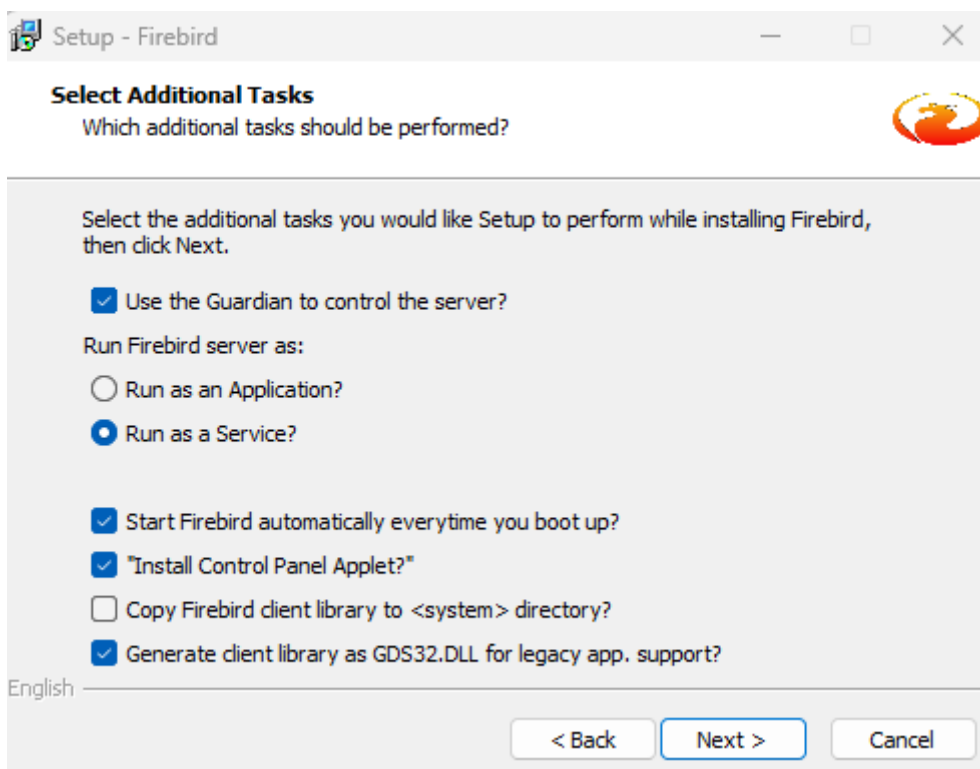 Setup - Firebird
Select Additional Tasks
Which additional tasks should be performed?
Select the additional tasks you would like Setup to perform while installing Firebird,
then click Next.
Use the Guardian to control the server?
Run Firebird server as:
Run as an Application?
Run as a Service?
Start Firebird automatically everytime you boot up?
"Install Control Panel Applet?"
Copy Firebird client library to <system> directory?
Generate client library as GDS32.DLL for legacy app. support?
English
< Back Next > Cancel